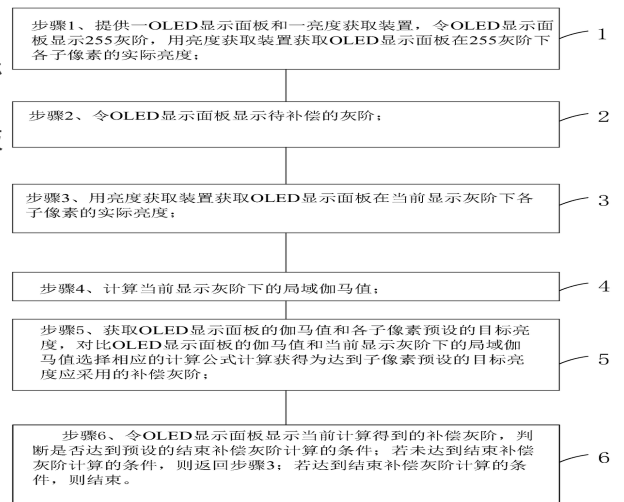 步骤1、提供一OLED显示面板和一亮度获取装置，令OLED显示面
板显示255灰阶，用亮度获取装置获取OLED显示面板在255灰阶下
各子像素的实际亮度；
1
步骤2、令OLED显示面板显示待补偿的灰阶；
2
步骤3、用亮度获取装置获取OLED显示面板在当前显示灰阶下各
子像素的实际亮度；
3
步骤4、计算当前显示灰阶下的局域伽马值；
4
步骤5、获取OLED显示面板的伽马值和各子像素预设的目标亮
度，对比OLED显示面板的伽马值和当前显示灰阶下的局域伽
马值选择相应的计算公式计算获得为达到子像素预设的目标亮
度应采用的补偿灰阶；
5
步骤6、令OLED显示面板显示当前计算得到的补偿灰阶，判
断是否达到预设的结束补偿灰阶计算的条件；若未达到结束补偿
灰阶计算的条件，则返回步骤3；若达到结束补偿灰阶计算的条
件，则结束。
6